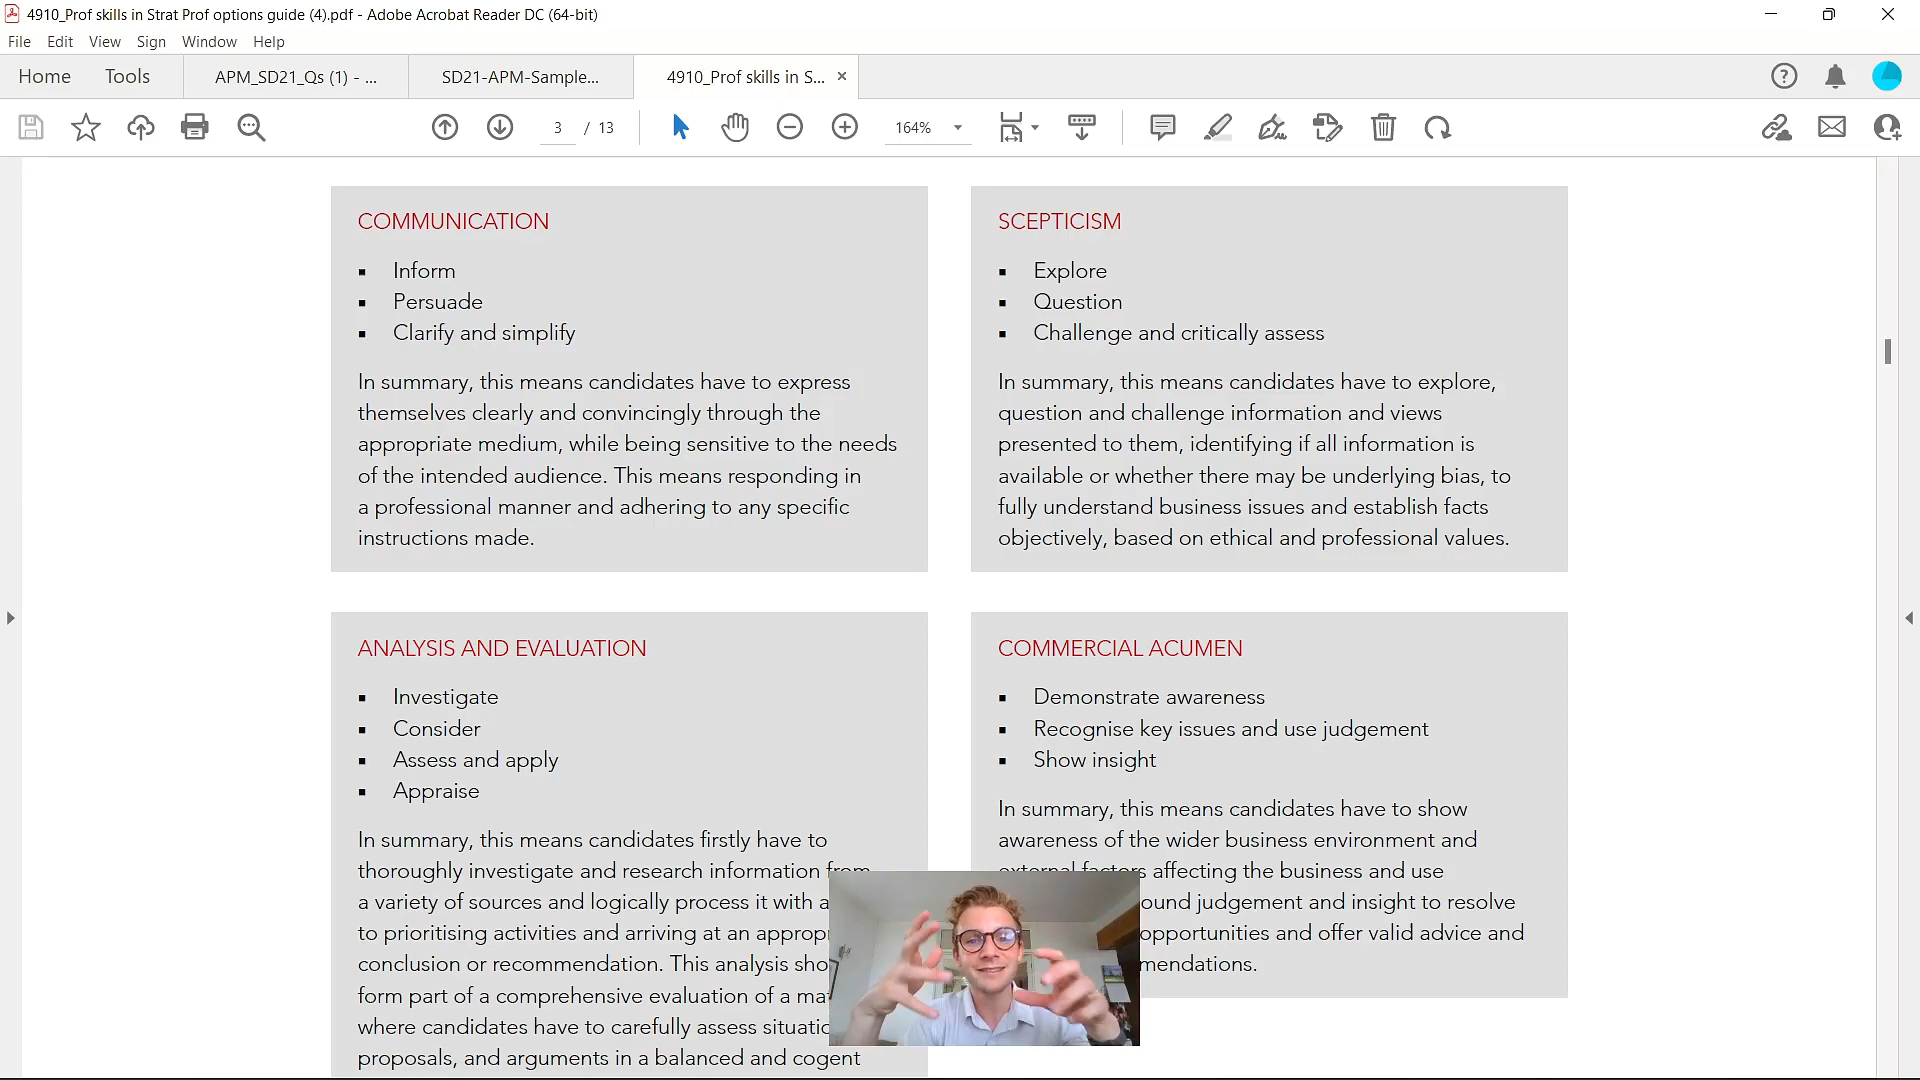 4910_Prof skills in Strat Prof options guide (4).pdf - Adobe Acrobat Reader DC (64-bit)
File Edit View Sign Window Help
Home Tools APM_SD21_Qs (1) - ... SD21-APM-Sample... 4910_Prof skills in S...
3 / 13 164%
COMMUNICATION
▪ Inform
▪ Persuade
▪ Clarify and simplify
In summary, this means candidates have to express
themselves clearly and convincingly through the
appropriate medium, while being sensitive to the needs
of the intended audience. This means responding in
a professional manner and adhering to any specific
instructions made.
SCEPTICISM
▪ Explore
▪ Question
▪ Challenge and critically assess
In summary, this means candidates have to explore,
question and challenge information and views
presented to them, identifying if all information is
available or whether there may be underlying bias, to
fully understand business issues and establish facts
objectively, based on ethical and professional values.
ANALYSIS AND EVALUATION
▪ Investigate
▪ Consider
▪ Assess and apply
▪ Appraise
In summary, this means candidates firstly have to
thoroughly investigate and research information from
a variety of sources and logically process it with a
to prioritising activities and arriving at an
conclusion or recommendation. This analysis
form part of a comprehensive evaluation of a
where candidates have to carefully assess
proposals, and arguments in a balanced and cogent
COMMERCIAL ACUMEN
▪ Demonstrate awareness
▪ Recognise key issues and use judgement
▪ Show insight
In summary, this means candidates have to show
awareness of the wider business environment and
external factors affecting the business and use
judgement and insight to resolve
opportunities and offer valid advice and